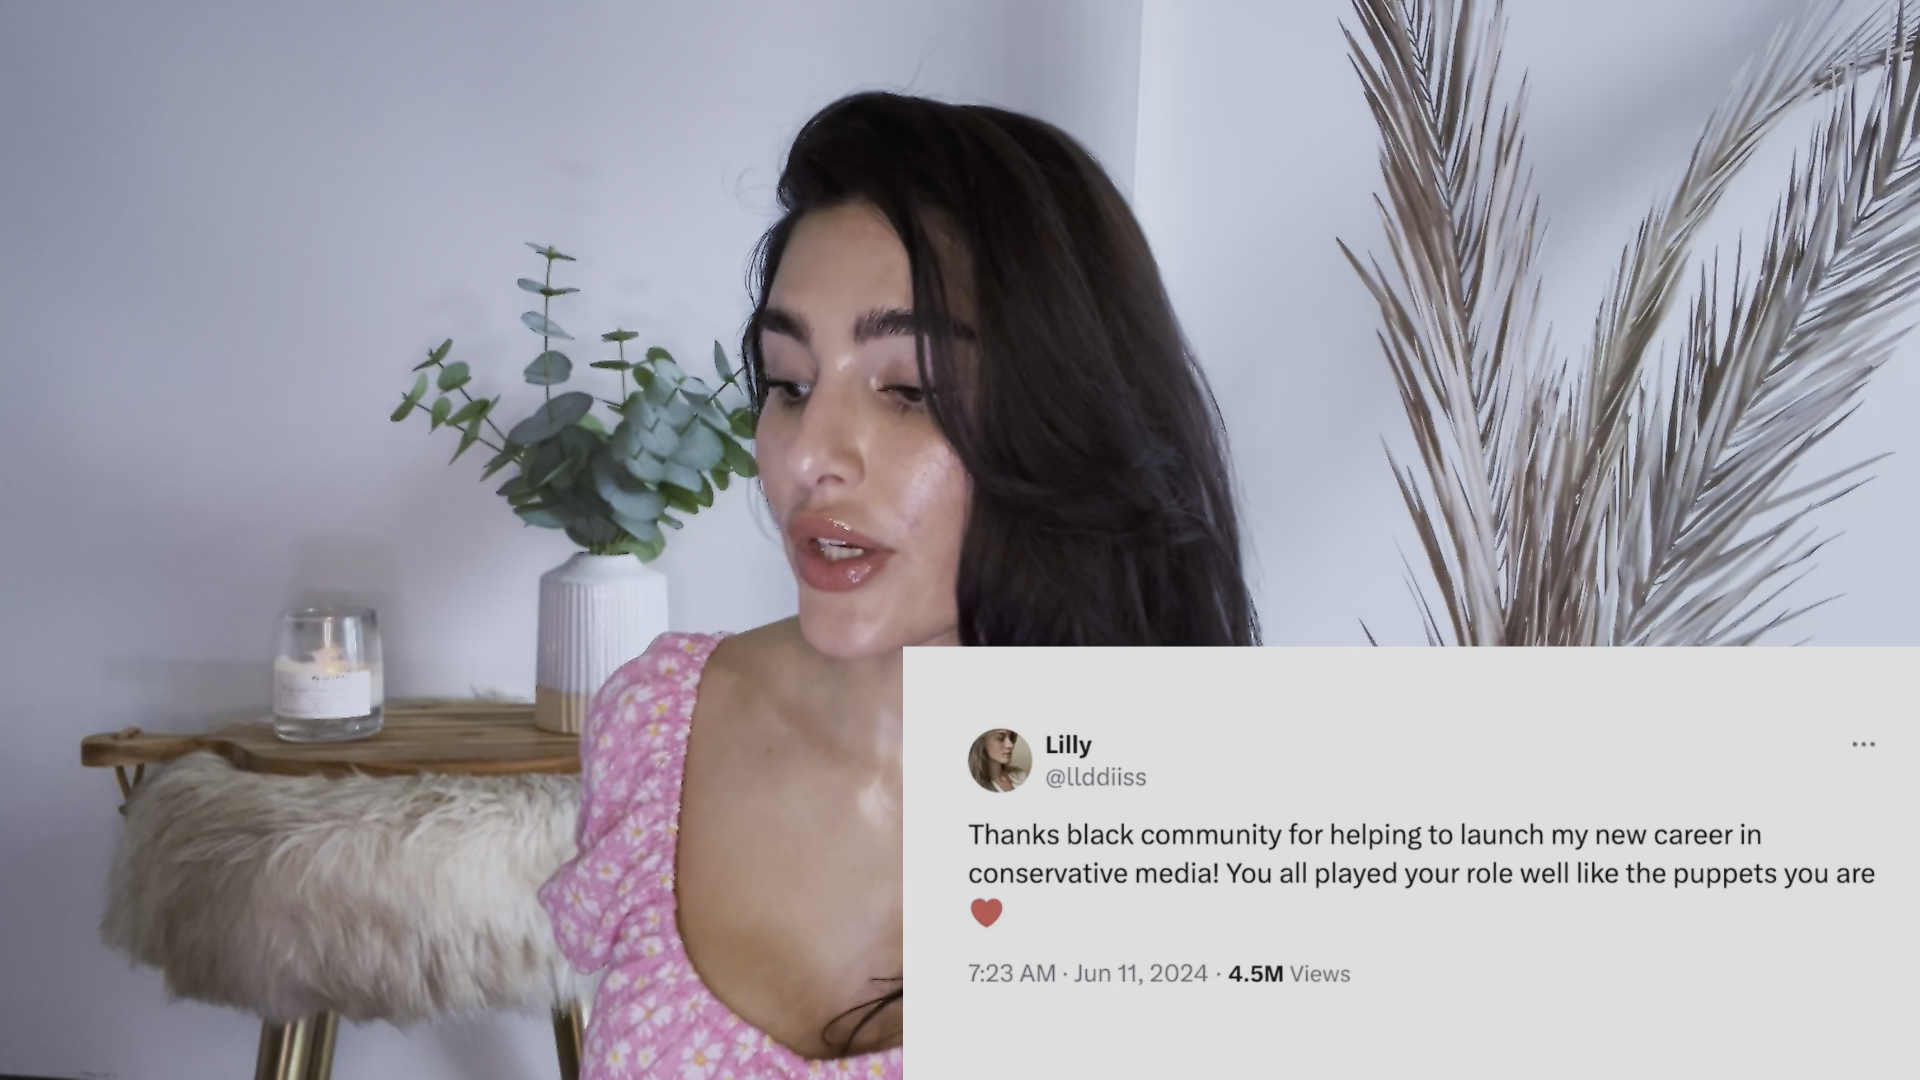 Lilly
@llddiiss
Thanks black community for helping to launch my new career in
conservative media! You all played your role well like the puppets you are
❤️
7:23 AM · Jun 11, 2024 · 4.5M Views